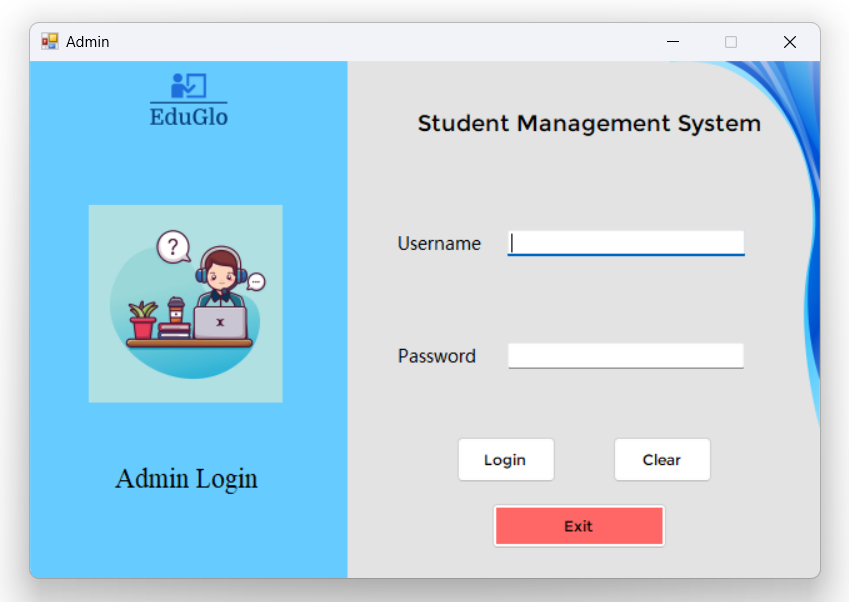 Admin
EduGlo
Student Management System
?
Username
x
Password
Login
Clear
Admin Login
Exit